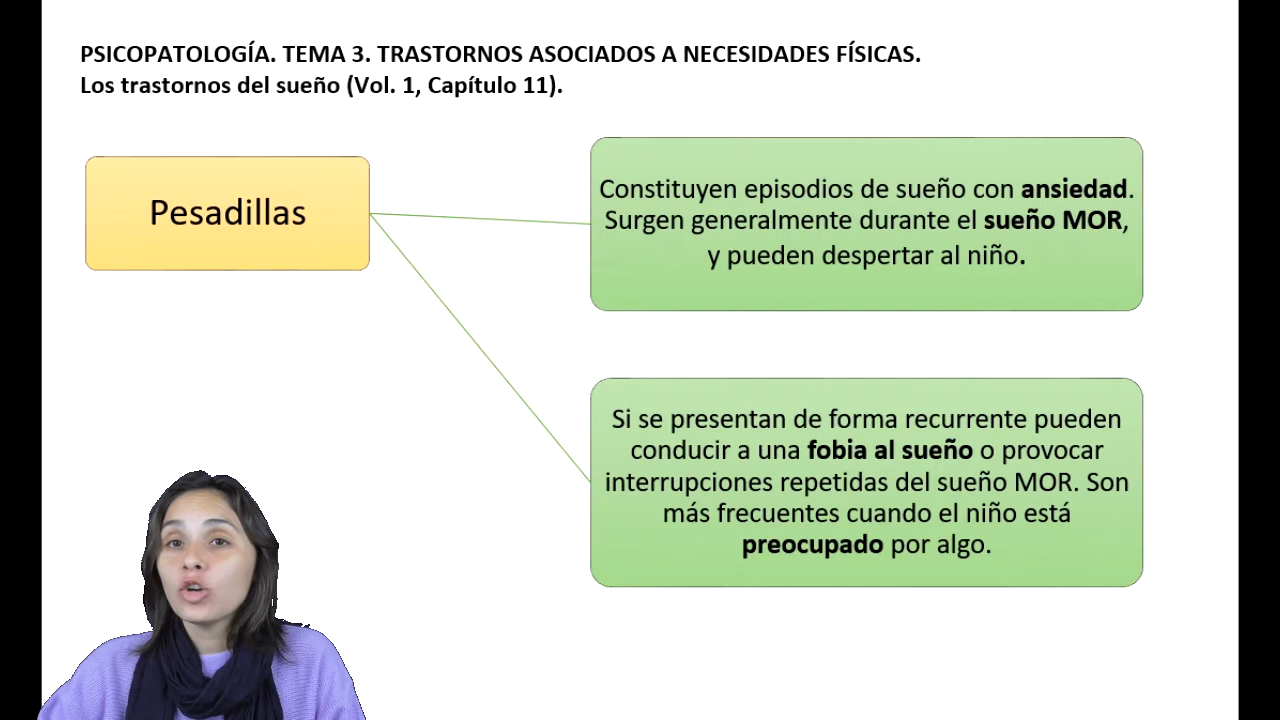 PSICOPATOLOGÍA. TEMA 3. TRASTORNOS ASOCIADOS A NECESIDADES FÍSICAS.
Los trastornos del sueño (Vol. 1, Capítulo 11).
Pesadillas
Constituyen episodios de sueño con ansiedad.
Surgen generalmente durante el sueño MOR,
y pueden despertar al niño.
Si se presentan de forma recurrente pueden
conducir a una fobia al sueño o provocar
interrupciones repetidas del sueño MOR. Son
más frecuentes cuando el niño está
preocupado por algo.